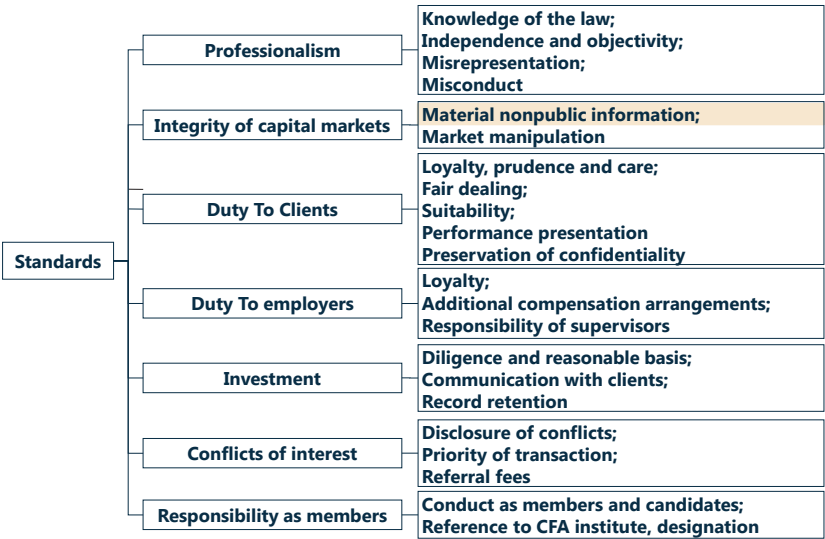 Standards
Professionalism
Knowledge of the law;
Independence and objectivity;
Misrepresentation;
Misconduct
Integrity of capital markets
Material nonpublic information;
Market manipulation
Duty To Clients
Loyalty, prudence and care;
Fair dealing;
Suitability;
Performance presentation
Preservation of confidentiality
Duty To employers
Loyalty;
Additional compensation arrangements;
Responsibility of supervisors
Investment
Diligence and reasonable basis;
Communication with clients;
Record retention
Conflicts of interest
Disclosure of conflicts;
Priority of transaction;
Referral fees
Responsibility as members
Conduct as members and candidates;
Reference to CFA institute, designation